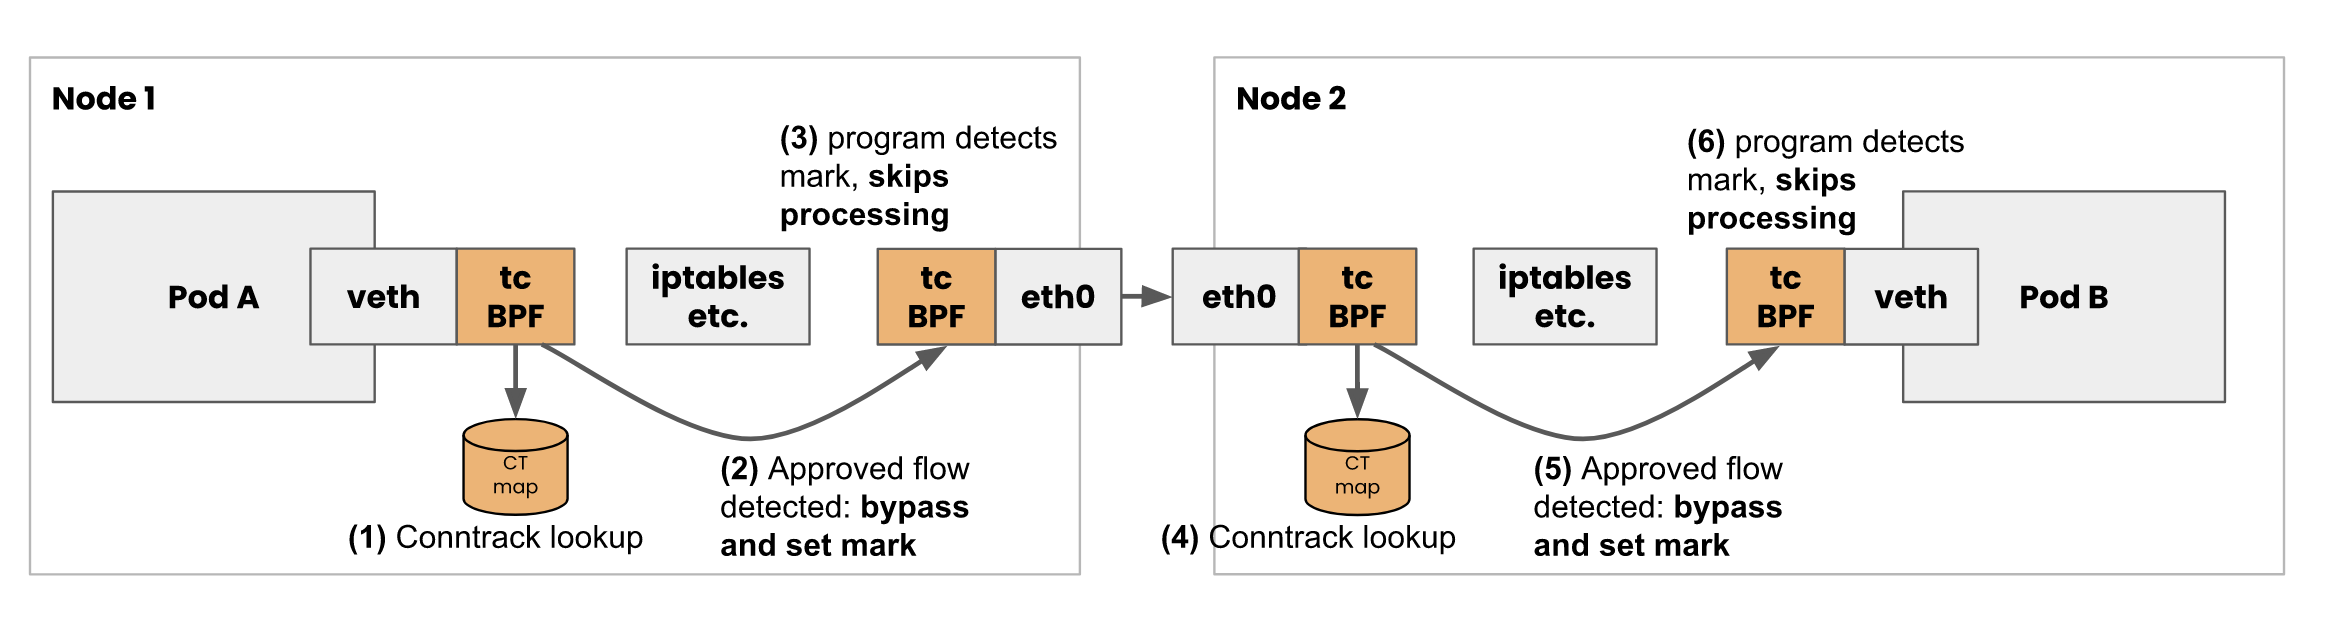 Node 1
(3) program detects
mark, skips
processing
Pod A
veth
tc
BPF
iptables
etc.
tc
BPF
eth0
CT
map
(1) Conntrack lookup
(2) Approved flow
detected: bypass
and set mark
Node 2
(6) program detects
mark, skips
processing
eth0
tc
BPF
iptables
etc.
tc
BPF
veth
Pod B
CT
map
(4) Conntrack lookup
(5) Approved flow
detected: bypass
and set mark